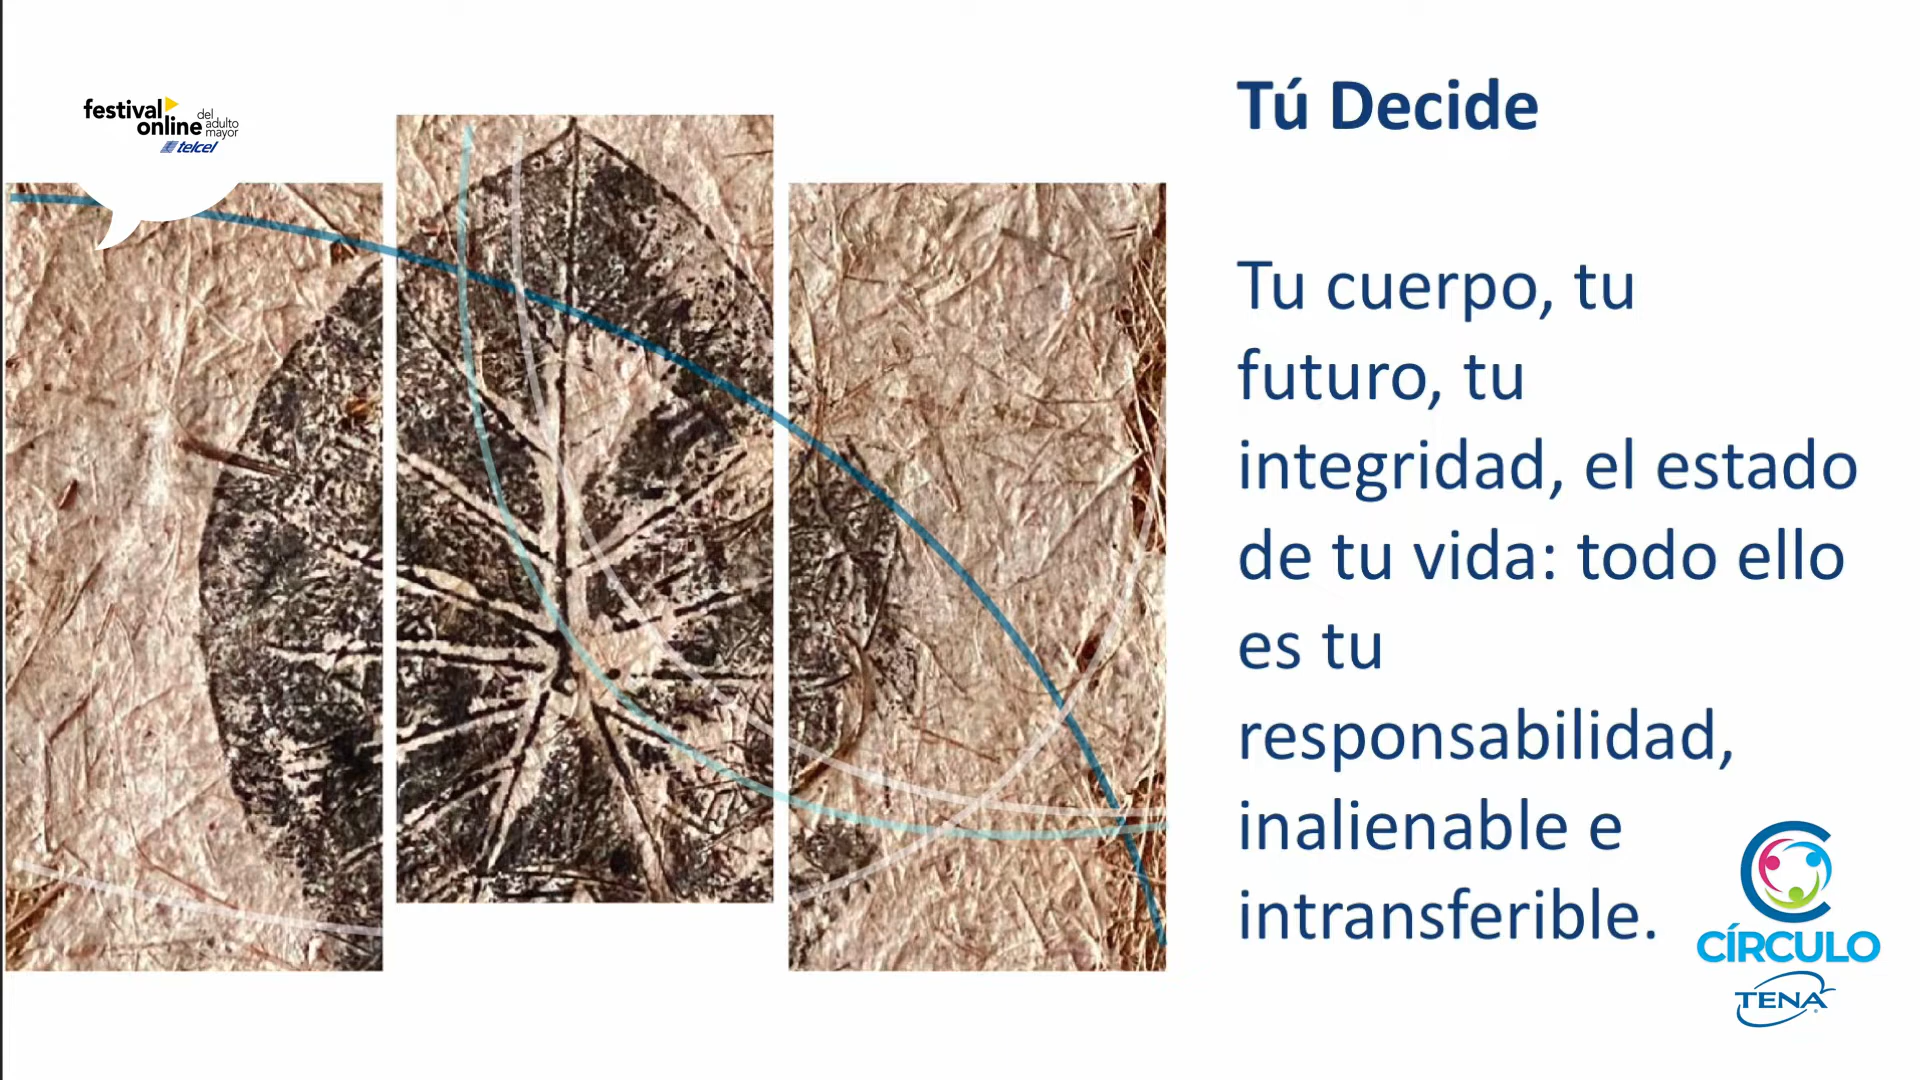 festival
online
del
adulto
mayor
telcel
Tú Decide
Tu cuerpo, tu
futuro, tu
integridad, el estado
de tu vida: todo ello
es tu
responsabilidad,
inalienable e
intransferible.
CÍRCULO
TENA